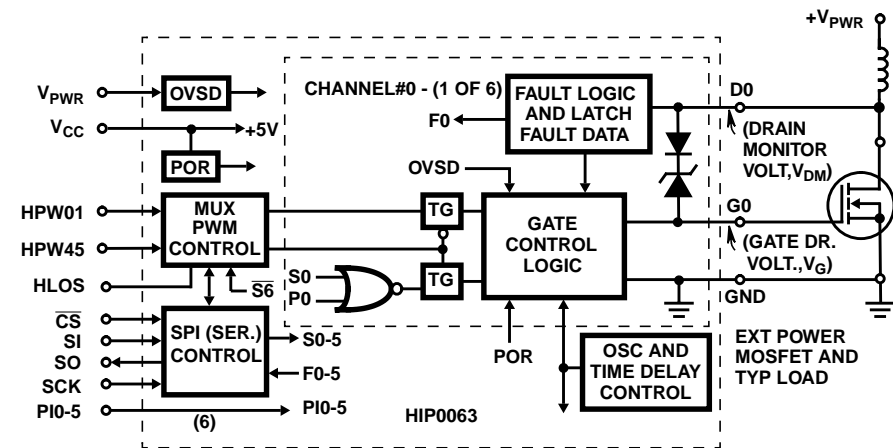 +VPWR
VPWR
OVSD
VCC
+5V
POR
CHANNEL#0 - (1 OF 6)
F0
FAULT LOGIC
AND LATCH
FAULT DATA
D0
(DRAIN
MONITOR
VOLT,VDM)
OVSD
HPW01
HPW45
HLOS
MUX
PWM
CONTROL
S6
TG
TG
S0
P0
GATE
CONTROL
LOGIC
G0
(GATE DR.
VOLT.,VG)
GND
CS
SI
SO
SCK
SPI (SER.)
CONTROL
S0-5
F0-5
POR
OSC AND
TIME DELAY
CONTROL
EXT POWER
MOSFET AND
TYP LOAD
PI0-5
(6)
PI0-5
HIP0063